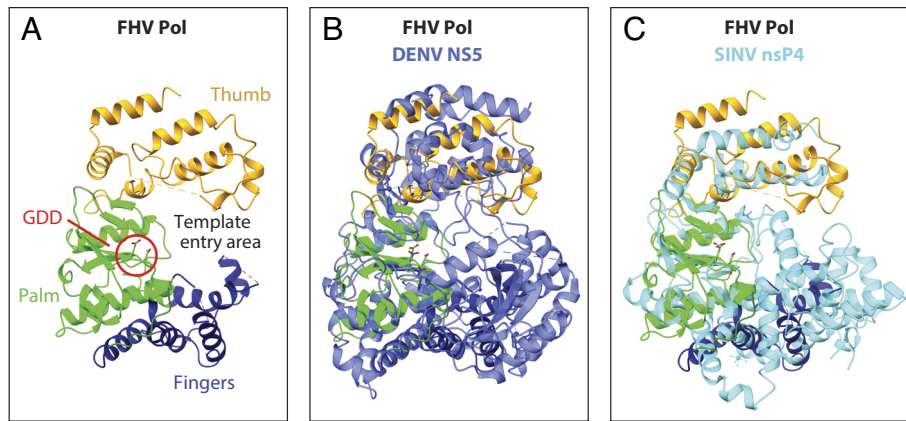 A
FHV Pol
Thumb
GDD
Template
entry area
Palm
Fingers
B
FHV Pol
DENV NS5
C
FHV Pol
SINV nsP4